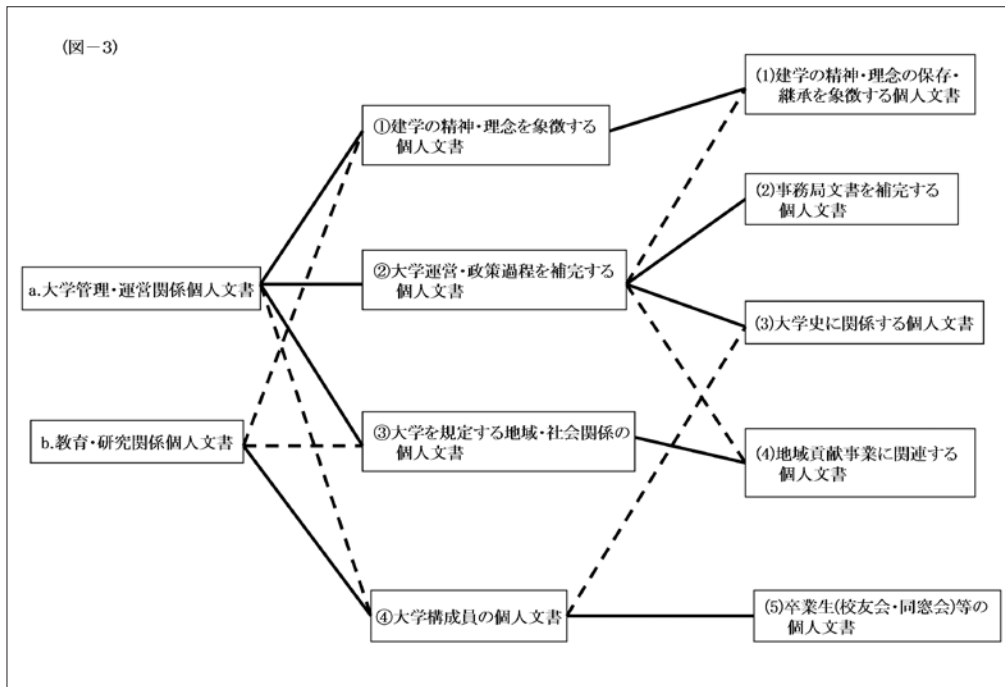 (図－3)
a.大学管理・運営関係個人文書
b.教育・研究関係個人文書
①建学の精神・理念を象徴する
個人文書
②大学運営・政策過程を補完する
個人文書
③大学を規定する地域・社会関係の
個人文書
④大学構成員の個人文書
(1)建学の精神・理念の保存・
継承を象徴する個人文書
(2)事務局文書を補完する
個人文書
(3)大学史に関係する個人文書
(4)地域貢献事業に関連する
個人文書
(5)卒業生(校友会・同窓会)等の
個人文書